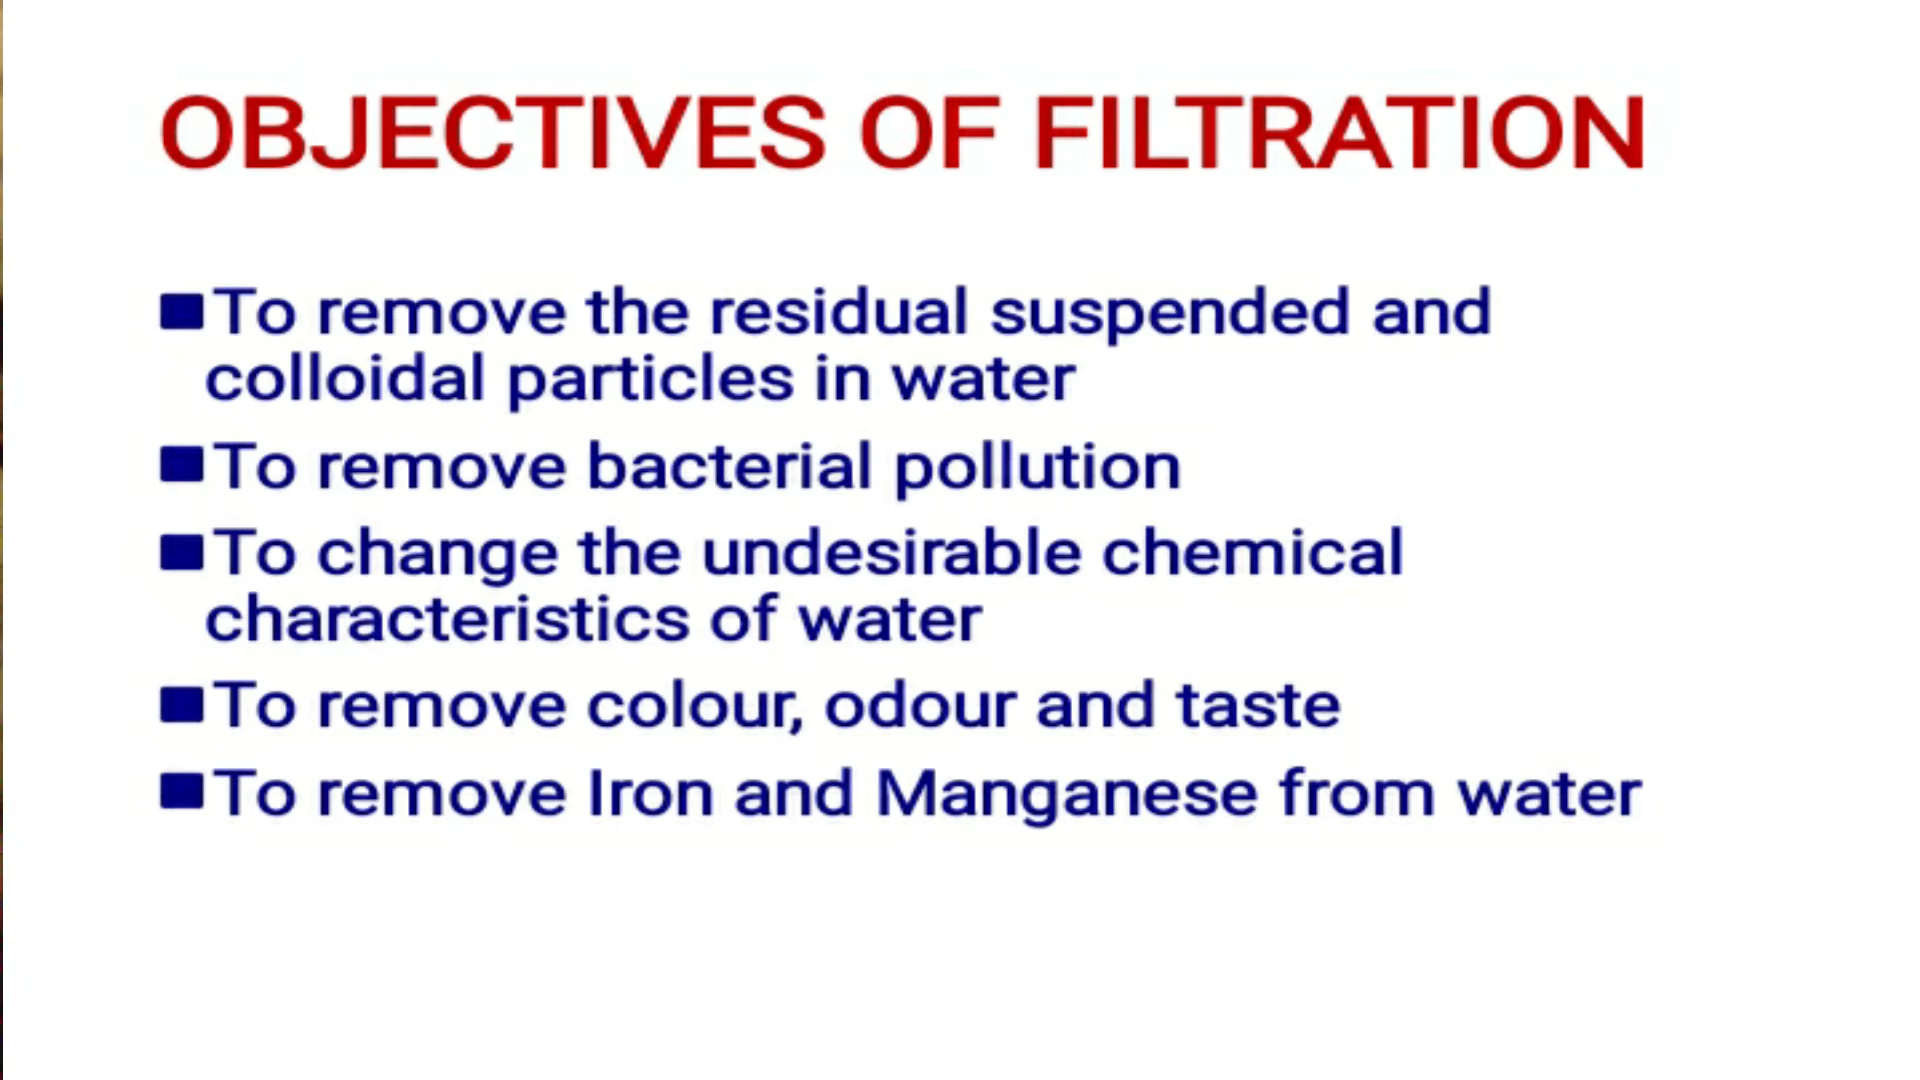 OBJECTIVES OF FILTRATION
■To remove the residual suspended and
colloidal particles in water
■To remove bacterial pollution
■To change the undesirable chemical
characteristics of water
■To remove colour, odour and taste
■To remove Iron and Manganese from water